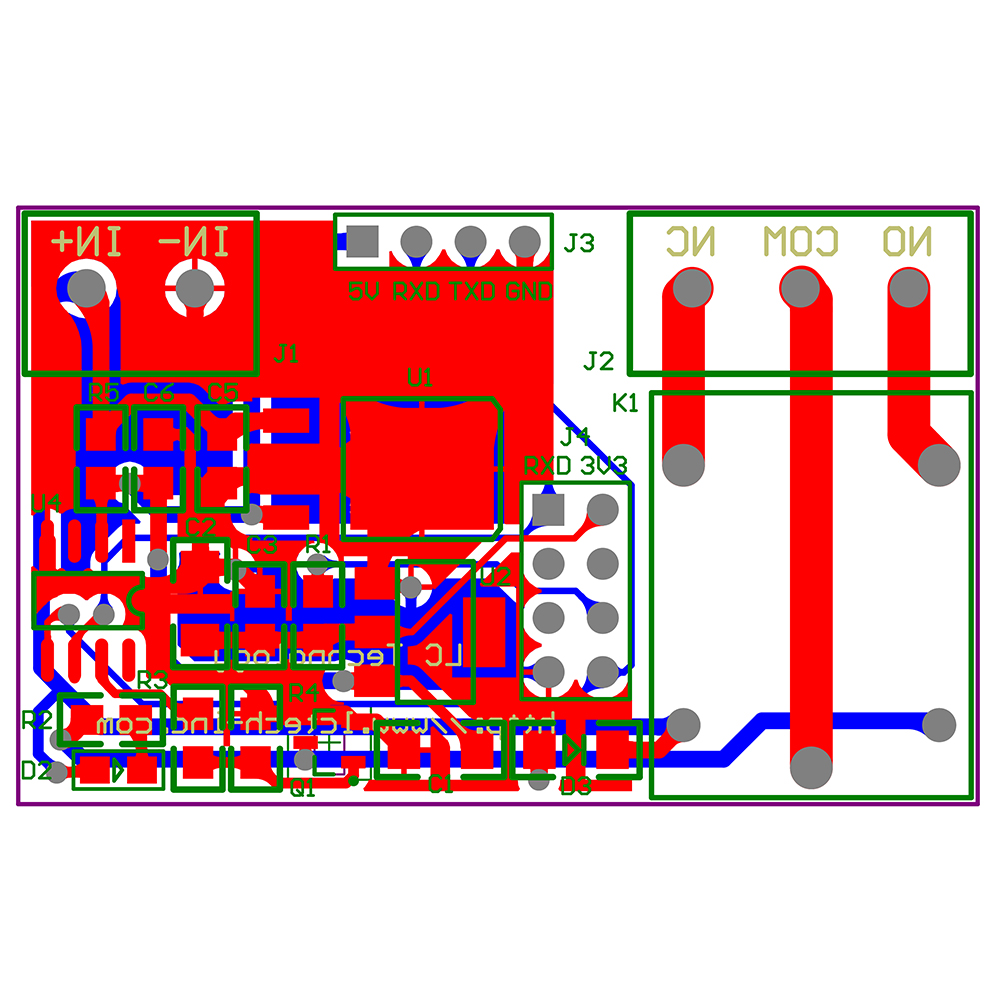 IN+ IN- NC COM NO
J3
5V RXD TXD GND
J1
J2
U1
R5 C6 C5
K1
J4
RXD 3V3
U4
C2
C3 R1
U2
LC Technology
R3
R4
R2
http://www.lctech-inc.com
D2
Q1 C1 D3